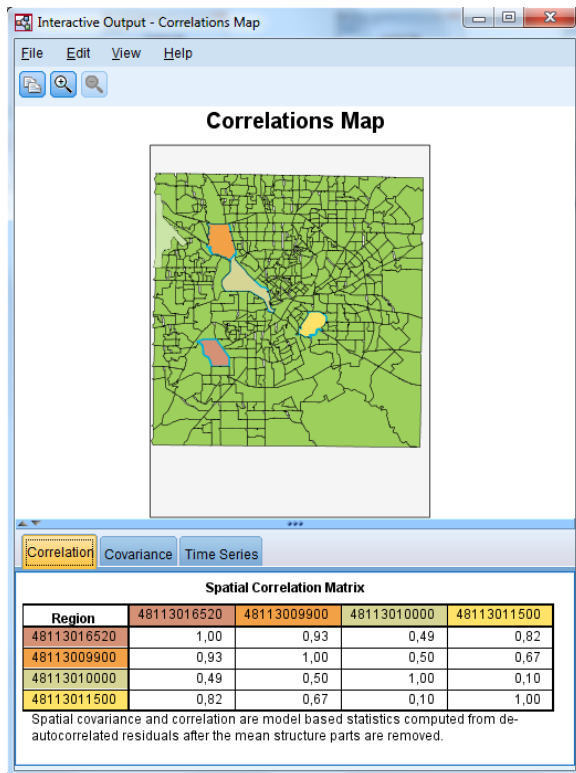 Interactive Output - Correlations Map
File Edit View Help
Correlations Map
Correlation Covariance Time Series
Spatial Correlation Matrix
Region 48113016520 48113009900 48113010000 48113011500
48113016520 1,00 0,93 0,49 0,82
48113009900 0,93 1,00 0,50 0,67
48113010000 0,49 0,50 1,00 0,10
48113011500 0,82 0,67 0,10 1,00
Spatial covariance and correlation are model based statistics computed from de-
autocorrelated residuals after the mean structure parts are removed.